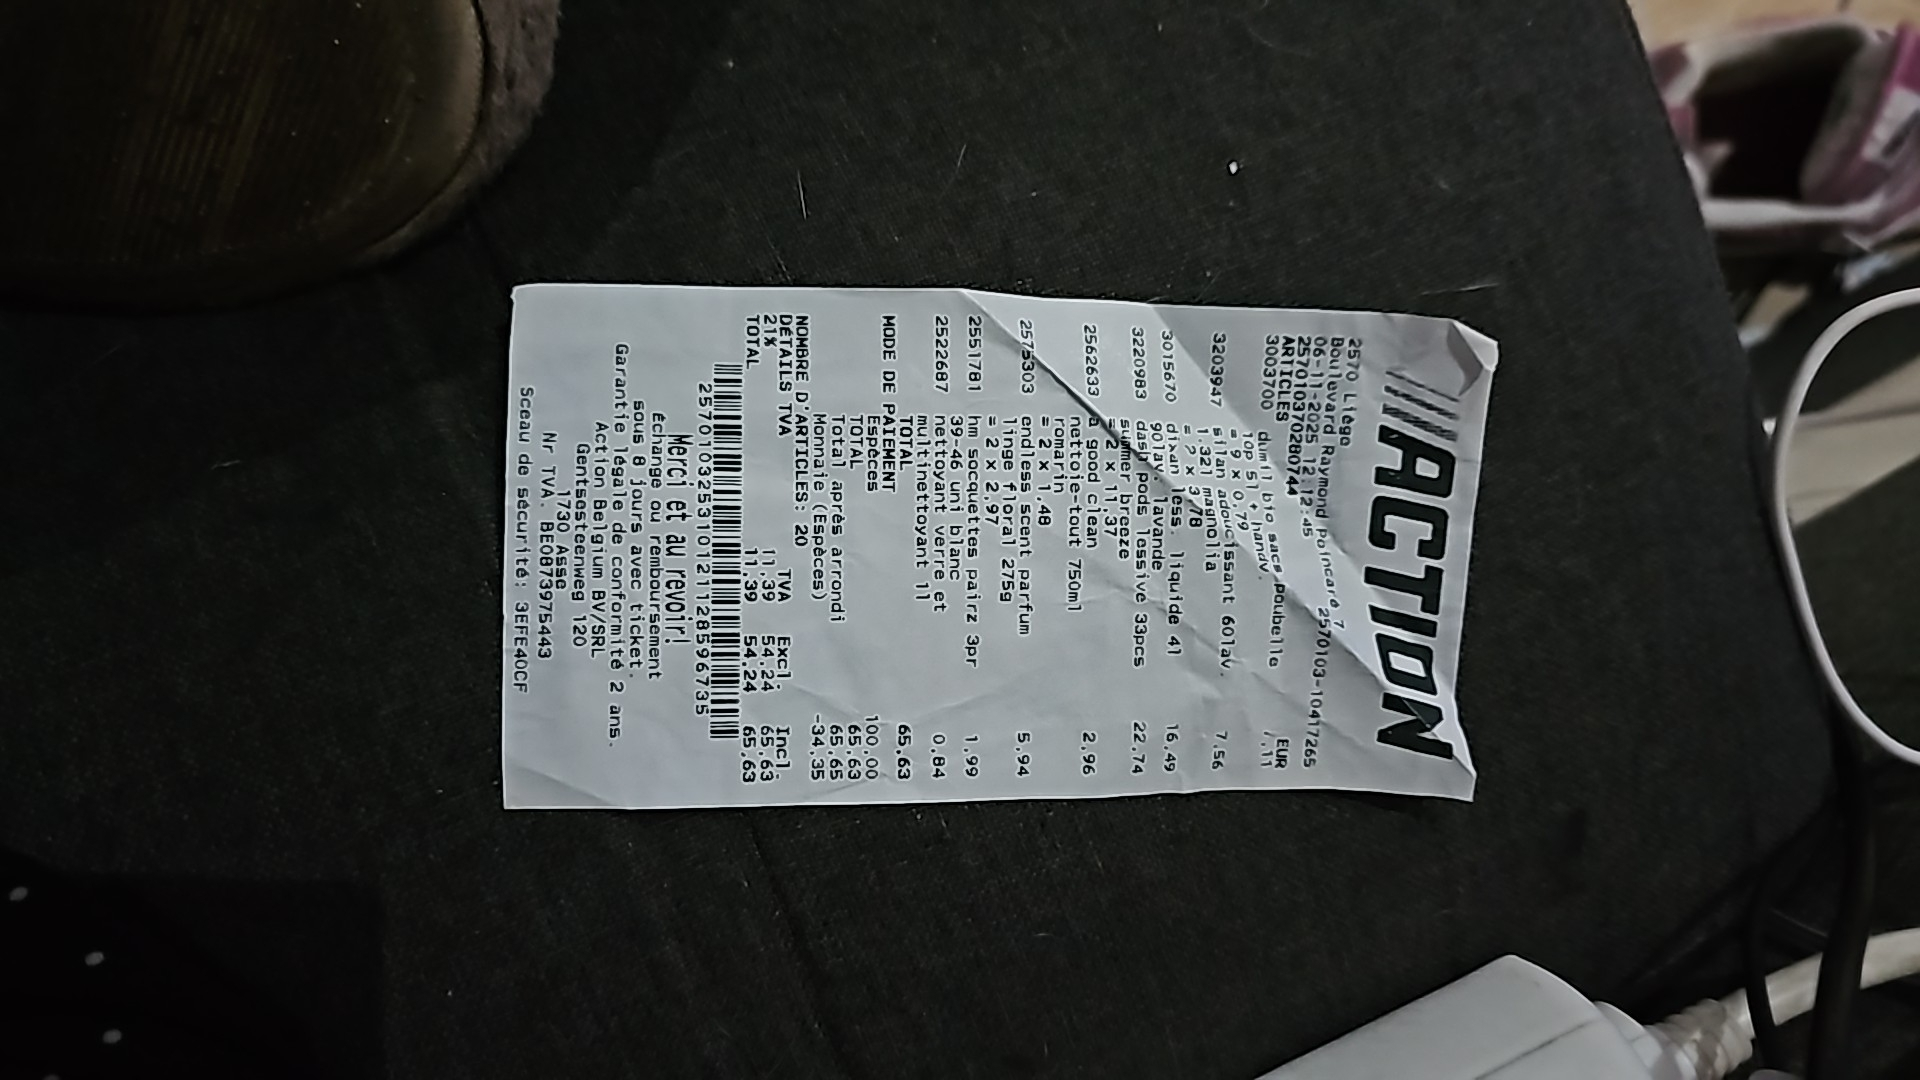 ACTION
2570 Liège
Boulevard Raymond Poincaré 7
06-11-2025 12:12:45 2570103-10417265
257010370280744
ARTICLES EUR
3003700 dumil bio sacs poubelle 7,11
10p 5l + handv.
= 9 x 0,79
3203947 silan adoucissant 60lav. 7,56
1.32l magnolia
= 2 x 3,78
3015670 dixan less. liquide 4l 16,49
90lav. lavande
3220983 dash pods lessive 33pcs 22,74
summer breeze
= 2 x 11,37
2562633 a good clean 2,96
nettoie-tout 750ml
romarin
= 2 x 1,48
2575303 endless scent parfum 5,94
linge floral 275g
= 2 x 2,97
2551781 hm socquettes pairz 3pr 1,99
39-46 uni blanc
2522687 nettoyant verre et 0,84
multinettoyant 1l
TOTAL 65,63
MODE DE PAIEMENT
Espèces 100,00
TOTAL 65,63
Total après arrondi 65,65
Monnaie (Espèces) -34,35
NOMBRE D'ARTICLES: 20
DÉTAILS TVA TVA Excl. Incl.
21% 11,39 54,24 65,63
TOTAL 11,39 54,24 65,63
2570103253101211128596735
Merci et au revoir!
Échange ou remboursement
sous 8 jours avec ticket.
Garantie légale de conformité 2 ans.
Action Belgium BV/SRL
Gentsesteenweg 120
1730 Asse
Nr TVA. BE0873975443
Sceau de sécurité: 3EFE40CF